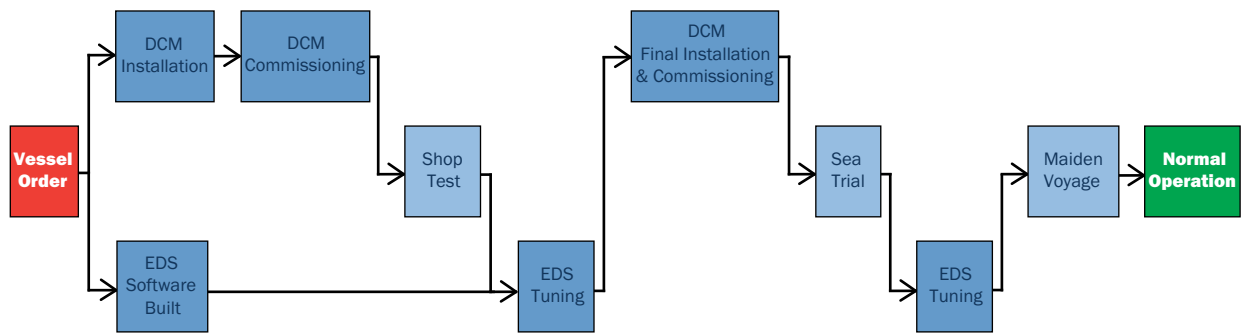 Vessel
Order
DCM
Installation
DCM
Commissioning
EDS
Software
Built
Shop
Test
EDS
Tuning
DCM
Final Installation
& Commissioning
Sea
Trial
EDS
Tuning
Maiden
Voyage
Normal
Operation